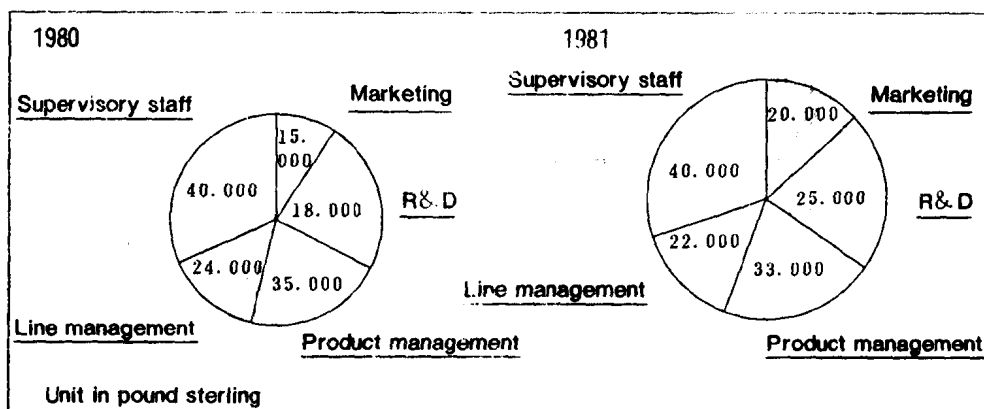 1980
1981
Supervisory staff
Marketing
15.
000
40.000
18.000
R&D
24.000
35.000
Line management
Product management
Unit in pound sterling
Supervisory staff
Marketing
20.000
40.000
25.000
R&D
22.000
33.000
Line management
Product management